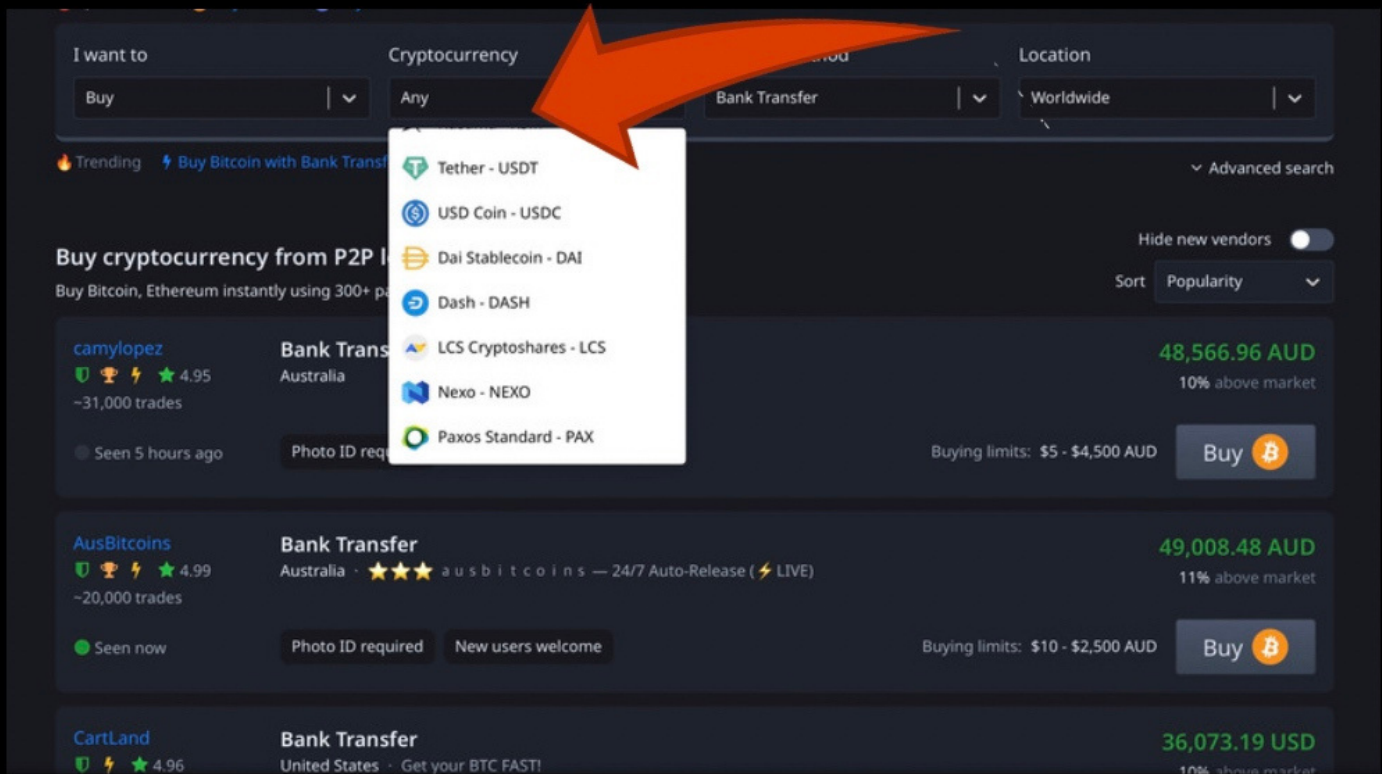 I want to
Cryptocurrency
Location
Buy
Any
Bank Transfer
Worldwide
Trending
Buy Bitcoin with Bank
Advanced search
Tether - USDT
USD Coin - USDC
Dai Stablecoin - DAI
Dash - DASH
LCS Cryptoshares - LCS
Nexo - NEXO
Paxos Standard - PAX
Hide new vendors
Sort
Popularity
Buy cryptocurrency from P2P
Buy Bitcoin, Ethereum instantly using 300+
camylopez
4.95
~31,000 trades
Seen 5 hours ago
Bank
Australia
Photo ID
48,566.96 AUD
10% above market
Buying limits: $5 - $4,500 AUD
Buy
AusBitcoins
4.99
~20,000 trades
Seen now
Bank Transfer
Australia · ausbitcoins — 24/7 Auto-Release (⚡ LIVE)
Photo ID required
New users welcome
49,008.48 AUD
11% above market
Buying limits: $10 - $2,500 AUD
Buy
CartLand
4.96
Bank Transfer
United States · Get your BTC FAST!
36,073.19 USD
10% above market